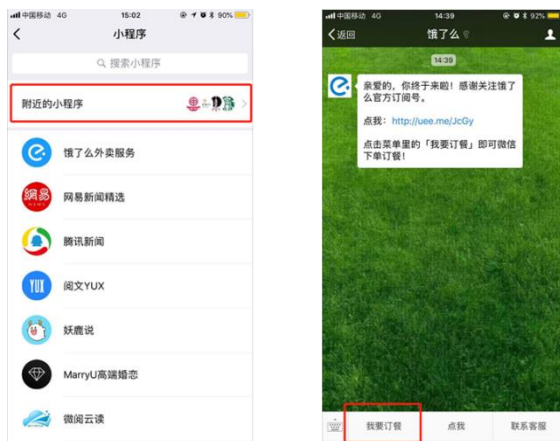 中国移动 4G 15:02 90%
小程序
搜索小程序
附近的小程序
饿了么外卖服务
網易 NEWS 网易新闻精选
腾讯新闻
YUX 阅文YUX
妖鹿说
MarryU高端婚恋
微阅云读
中国移动 4G 14:39 92%
返回 饿了么
14:39
亲爱的，你终于来啦！感谢关注饿了
么官方订阅号。
点我：http://uee.me/JcGy
点击菜单里的「我要订餐」即可微信
下单订餐！
我要订餐 点我 联系客服